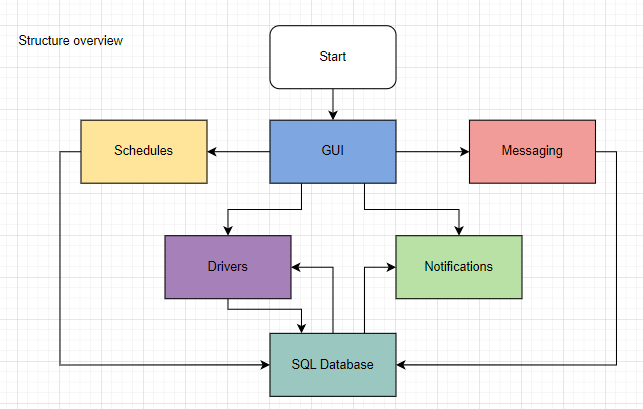 Structure overview
Start
Schedules
GUI
Messaging
Drivers
Notifications
SQL Database